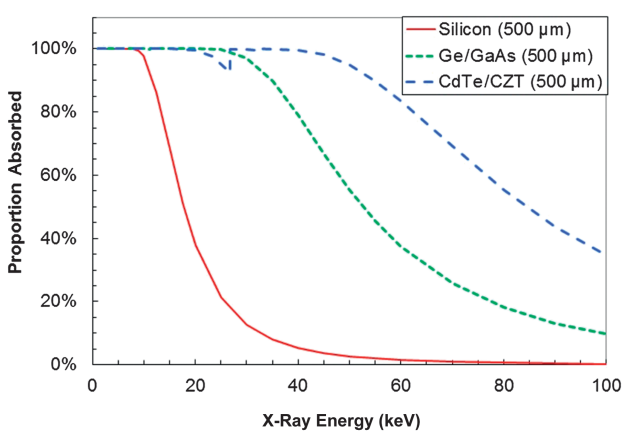 Silicon (500 µm)
Ge/GaAs (500 µm)
CdTe/CZT (500 µm)
100%
80%
60%
40%
20%
0%
Proportion Absorbed
0 20 40 60 80 100
X-Ray Energy (keV)